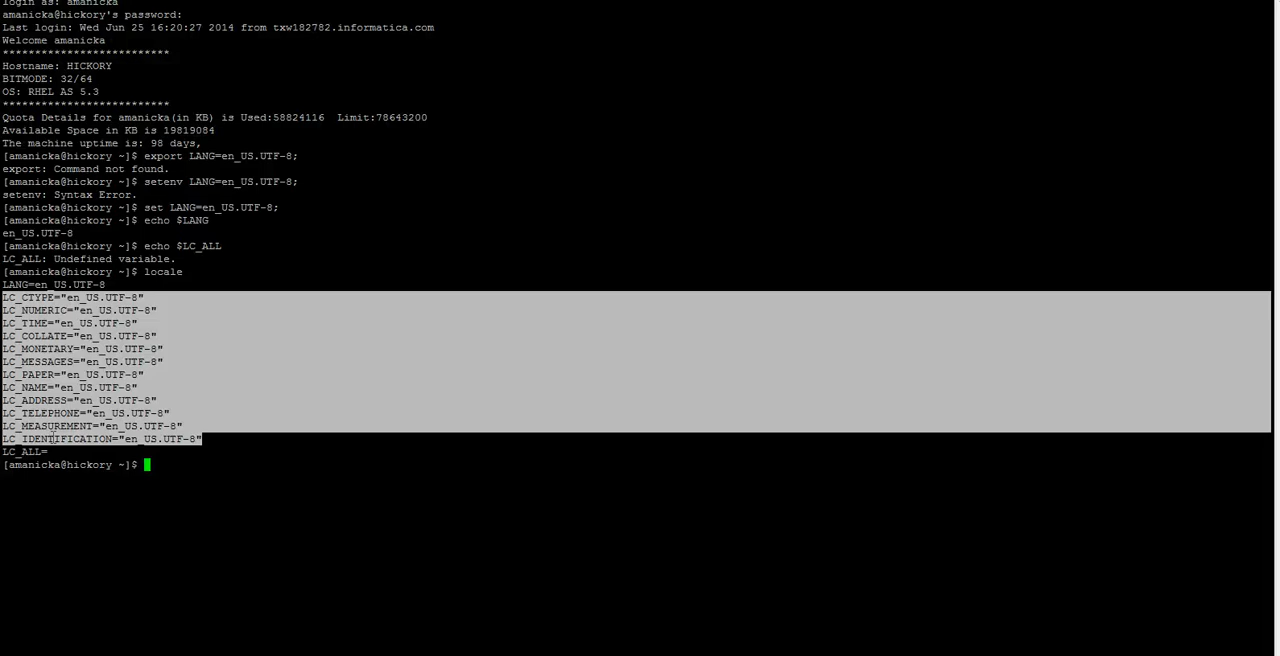 login as: amanicka
amanicka@hickory's password:
Last login: Wed Jun 25 16:20:27 2014 from txw182782.informatica.com
Welcome amanicka
**************************
Hostname: HICKORY
BITMODE: 32/64
OS: RHEL AS 5.3
**************************
Quota Details for amanicka(in KB) is Used:58824116  Limit:78643200
Available Space in KB is 19819084
The machine uptime is: 98 days,
[amanicka@hickory ~]$ export LANG=en_US.UTF-8;
export: Command not found.
[amanicka@hickory ~]$ setenv LANG=en_US.UTF-8;
setenv: Syntax Error.
[amanicka@hickory ~]$ set LANG=en_US.UTF-8;
[amanicka@hickory ~]$ echo $LANG
en_US.UTF-8
[amanicka@hickory ~]$ echo $LC_ALL
LC_ALL: Undefined variable.
[amanicka@hickory ~]$ locale
LANG=en_US.UTF-8
LC_CTYPE="en_US.UTF-8"
LC_NUMERIC="en_US.UTF-8"
LC_TIME="en_US.UTF-8"
LC_COLLATE="en_US.UTF-8"
LC_MONETARY="en_US.UTF-8"
LC_MESSAGES="en_US.UTF-8"
LC_PAPER="en_US.UTF-8"
LC_NAME="en_US.UTF-8"
LC_ADDRESS="en_US.UTF-8"
LC_TELEPHONE="en_US.UTF-8"
LC_MEASUREMENT="en_US.UTF-8"
LC_IDENTIFICATION="en_US.UTF-8"
LC_ALL=
[amanicka@hickory ~]$